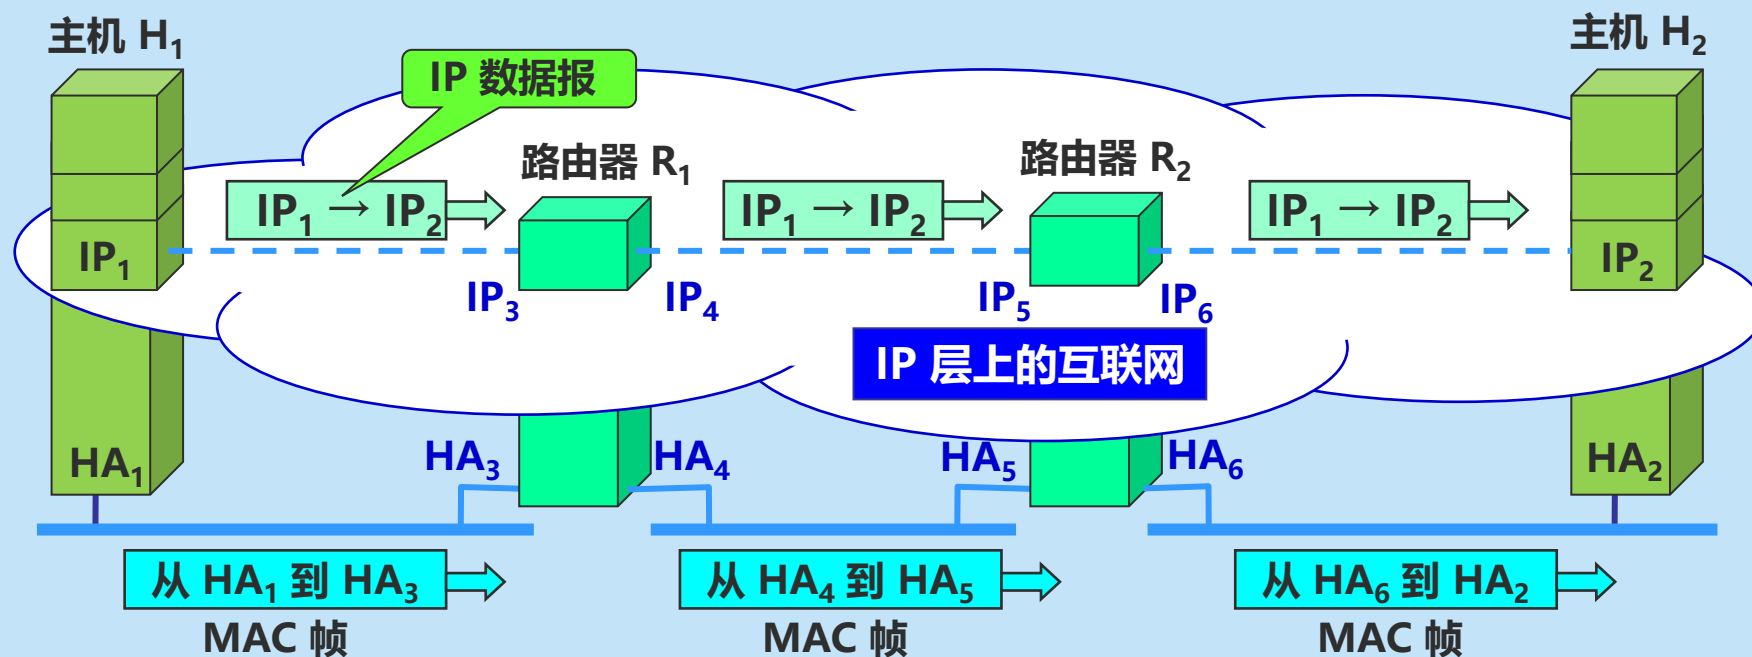 主机 H₁
主机 H₂
IP 数据报
路由器 R₁
路由器 R₂
IP₁ → IP₂
IP₁ → IP₂
IP₁ → IP₂
IP₁
IP₂
IP₃
IP₄
IP₅
IP₆
IP 层上的互联网
HA₁
HA₃
HA₄
HA₅
HA₆
HA₂
从 HA₁ 到 HA₃
从 HA₄ 到 HA₅
从 HA₆ 到 HA₂
MAC 帧
MAC 帧
MAC 帧